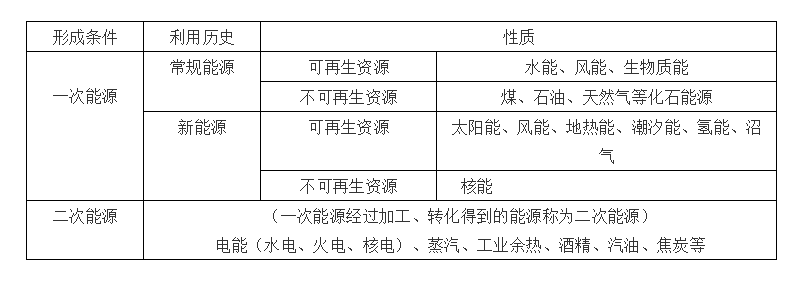 形成条件 利用历史 性质
一次能源 常规能源 可再生资源 水能、风能、生物质能
不可再生资源 煤、石油、天然气等化石能源
新能源 可再生资源 太阳能、风能、地热能、潮汐能、氢能、沼
气
不可再生资源 核能
二次能源 （一次能源经过加工、转化得到的能源称为二次能源）
电能（水电、火电、核电）、蒸汽、工业余热、酒精、汽油、焦炭等